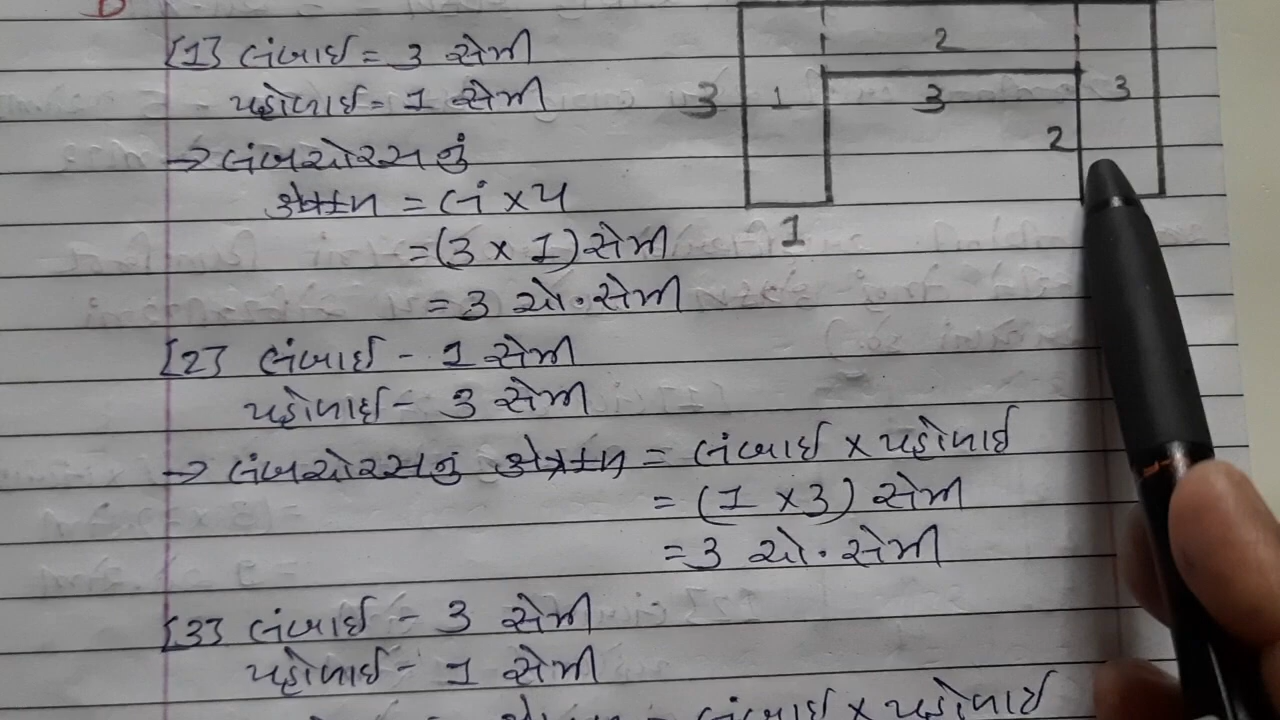 [1] લંબાઈ = 3 સેમી
પહોળાઈ - 1 સેમી
→ લંબચોરસનું
ક્ષેત્રફળ = લં × પ
= (3 × 1) સેમી
= 3 ચો. સેમી
2
3 1 3 3
2
1
[2] લંબાઈ - 1 સેમી
પહોળાઈ - 3 સેમી
→ લંબચોરસનું ક્ષેત્રફળ = લંબાઈ × પહોળાઈ
= (1 × 3) સેમી
= 3 ચો. સેમી
[3] લંબાઈ - 3 સેમી
પહોળાઈ - 1 સેમી
લંબાઈ × પહોળાઈ